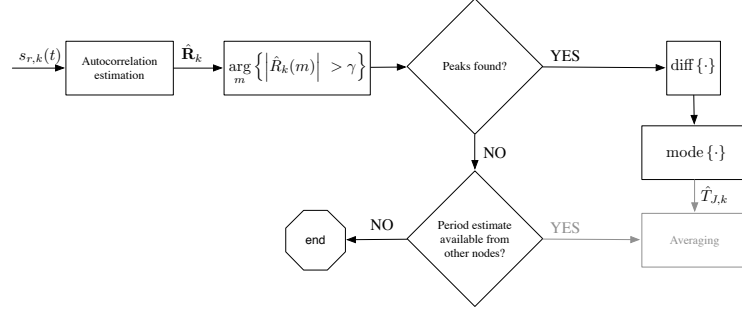 s_{r,k}(t)
Autocorrelation
estimation
R̂_k
arg_m {|R̂_k(m)| > γ}
Peaks found?
YES
diff {·}
NO
mode {·}
T̂_{J,k}
Period estimate
available from
other nodes?
NO
end
YES
Averaging